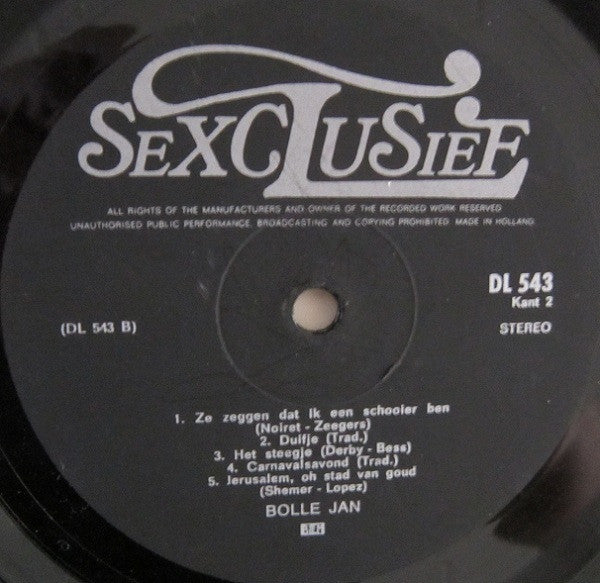 SEXCLUSIEF
ALL RIGHTS OF THE MANUFACTURERS AND OWNER OF THE RECORDED WORK RESERVED
UNAUTHORISED PUBLIC PERFORMANCE, BROADCASTING AND COPYING PROHIBITED. MADE IN HOLLAND
DL 543
Kant 2
(DL 543 B)
STEREO
1. Ze zeggen dat ik een schooier ben
(Noiret - Zeegers)
2. Duifje (Trad.)
3. Het steegje (Derby - Bess)
4. Carnavalsavond (Trad.)
5. Jerusalem, oh stad van goud
(Shemer - Lopez)
BOLLE JAN